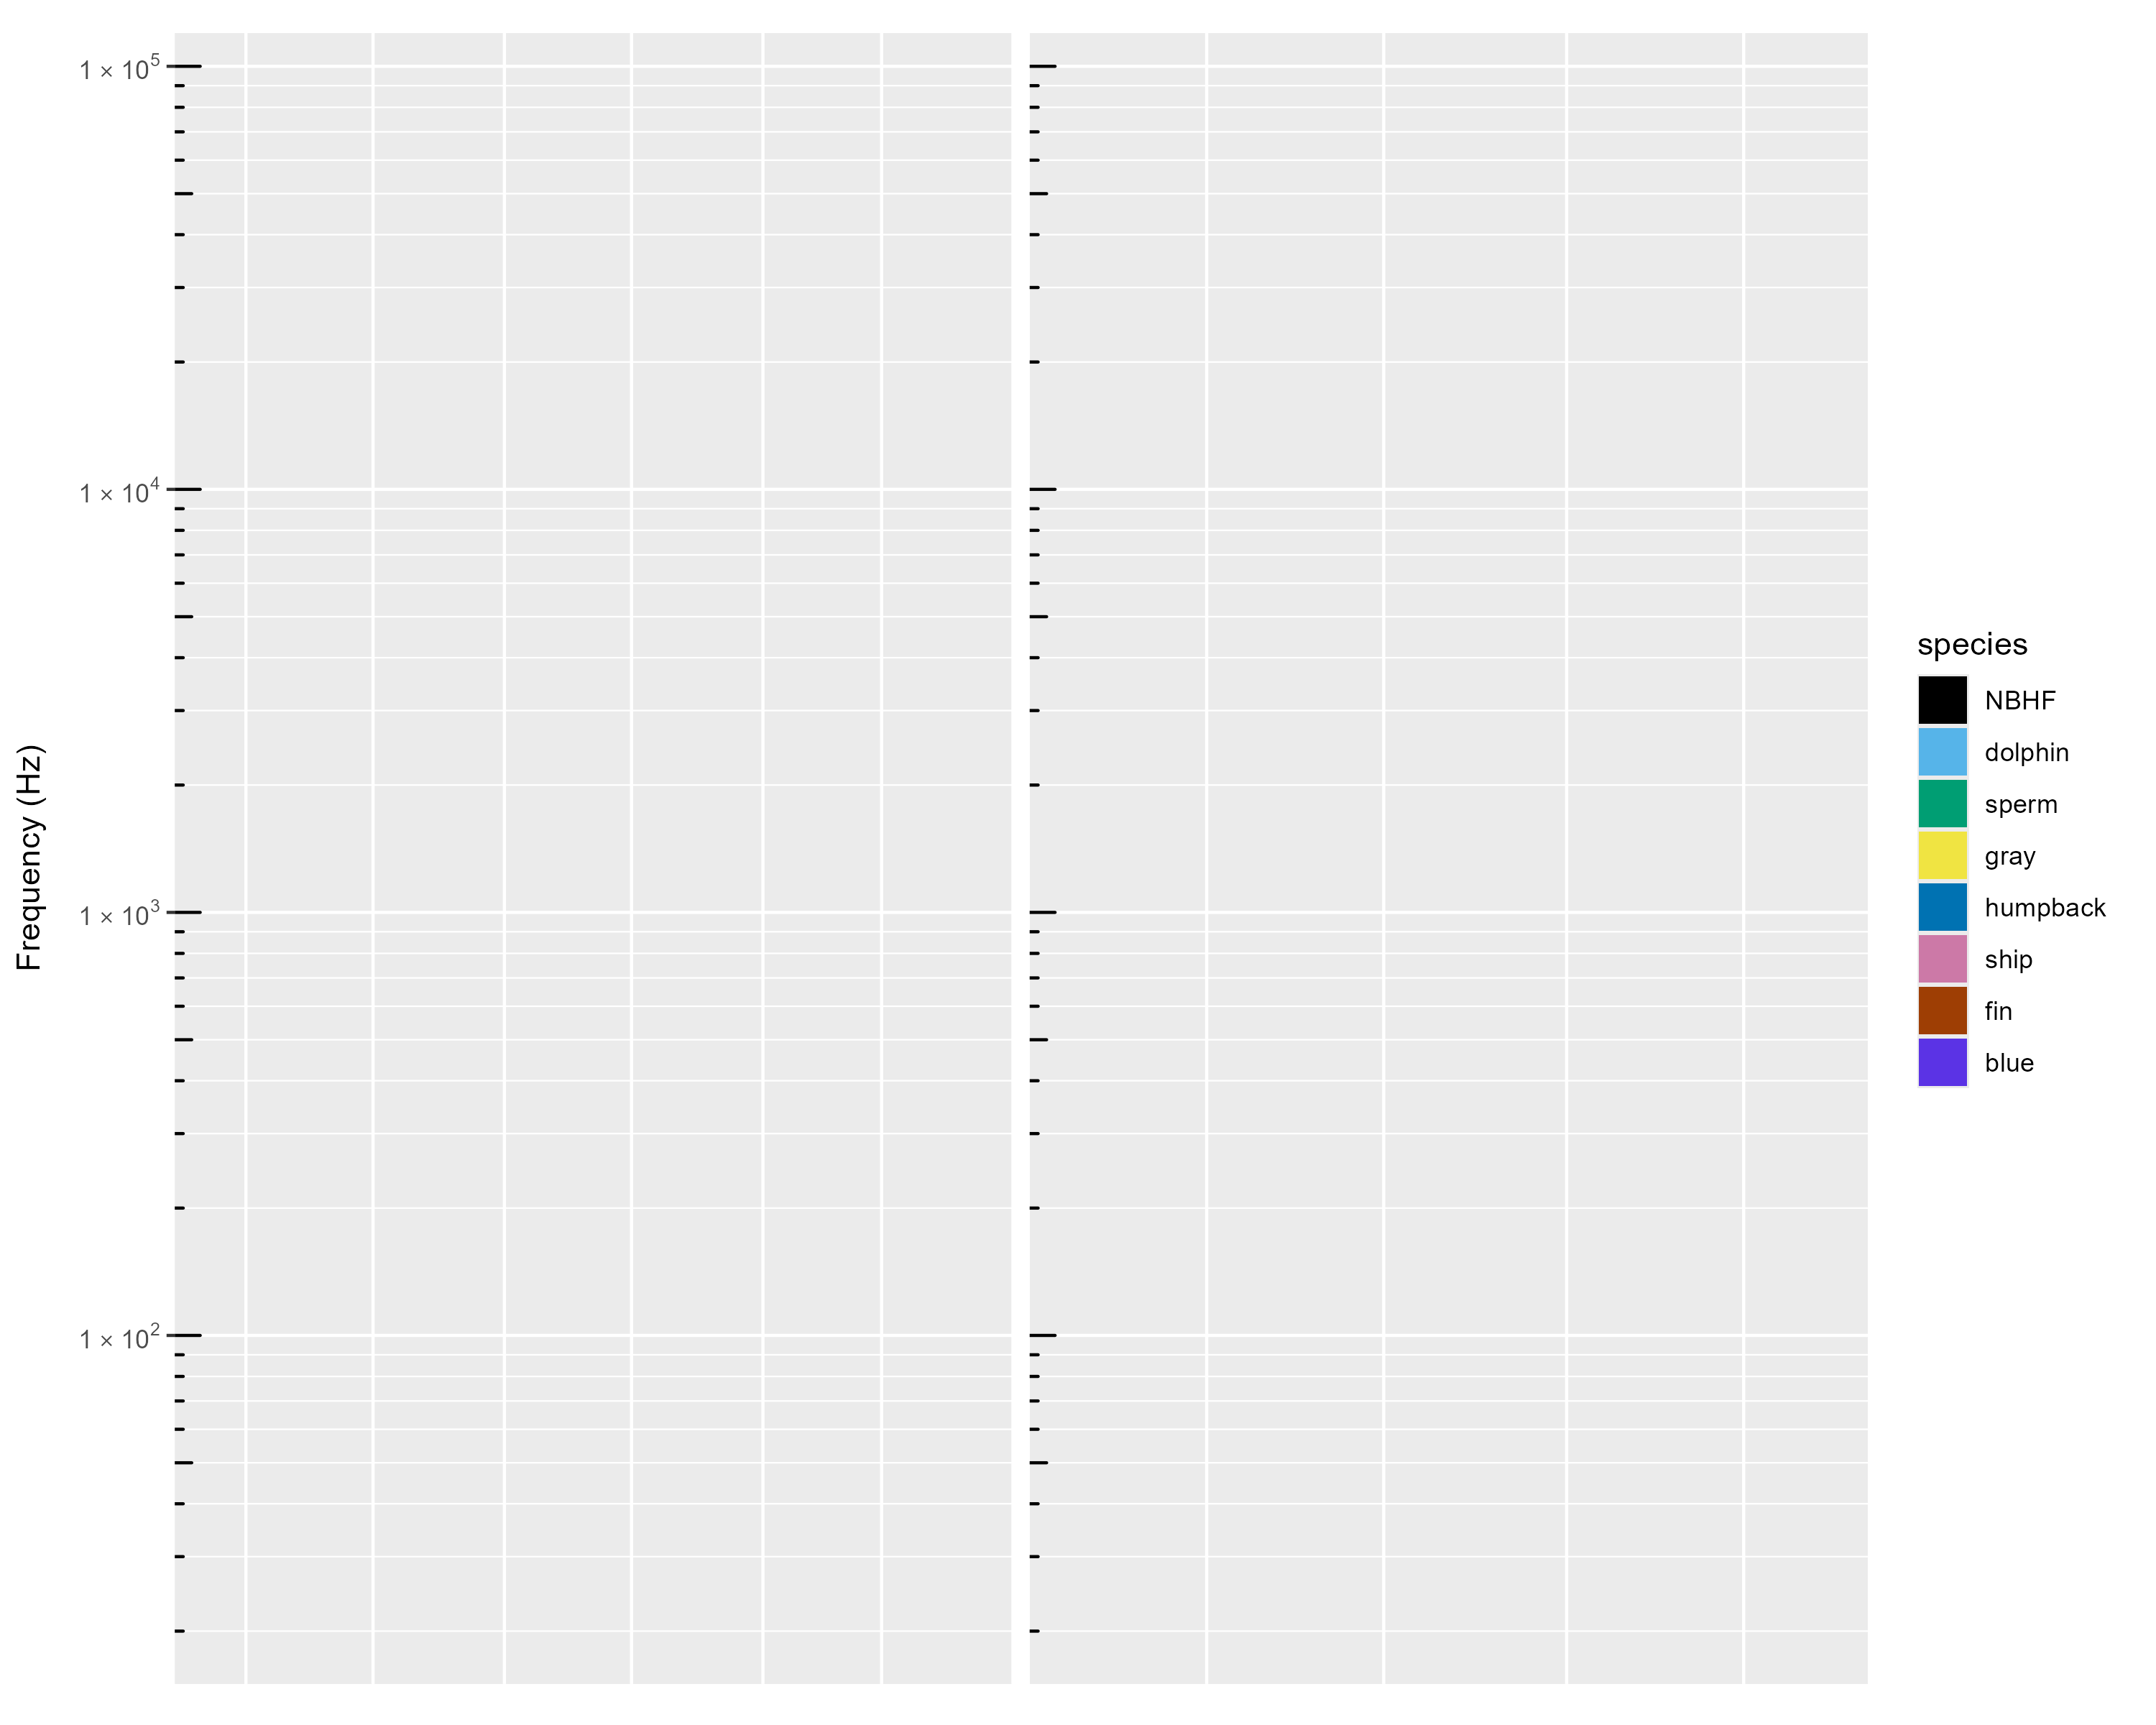 1 × 10⁵
1 × 10⁴
1 × 10³
1 × 10²
Frequency (Hz)
species
NBHF
dolphin
sperm
gray
humpback
ship
fin
blue